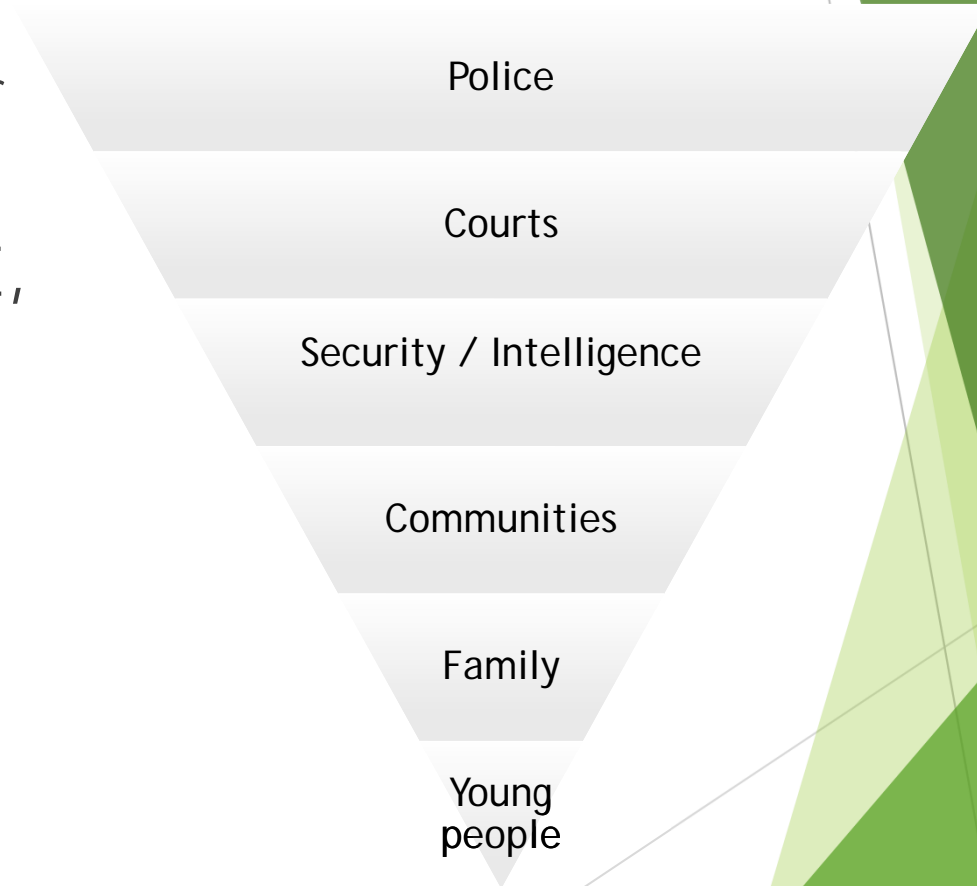 Police
Courts
Security / Intelligence
Communities
Family
Young
people